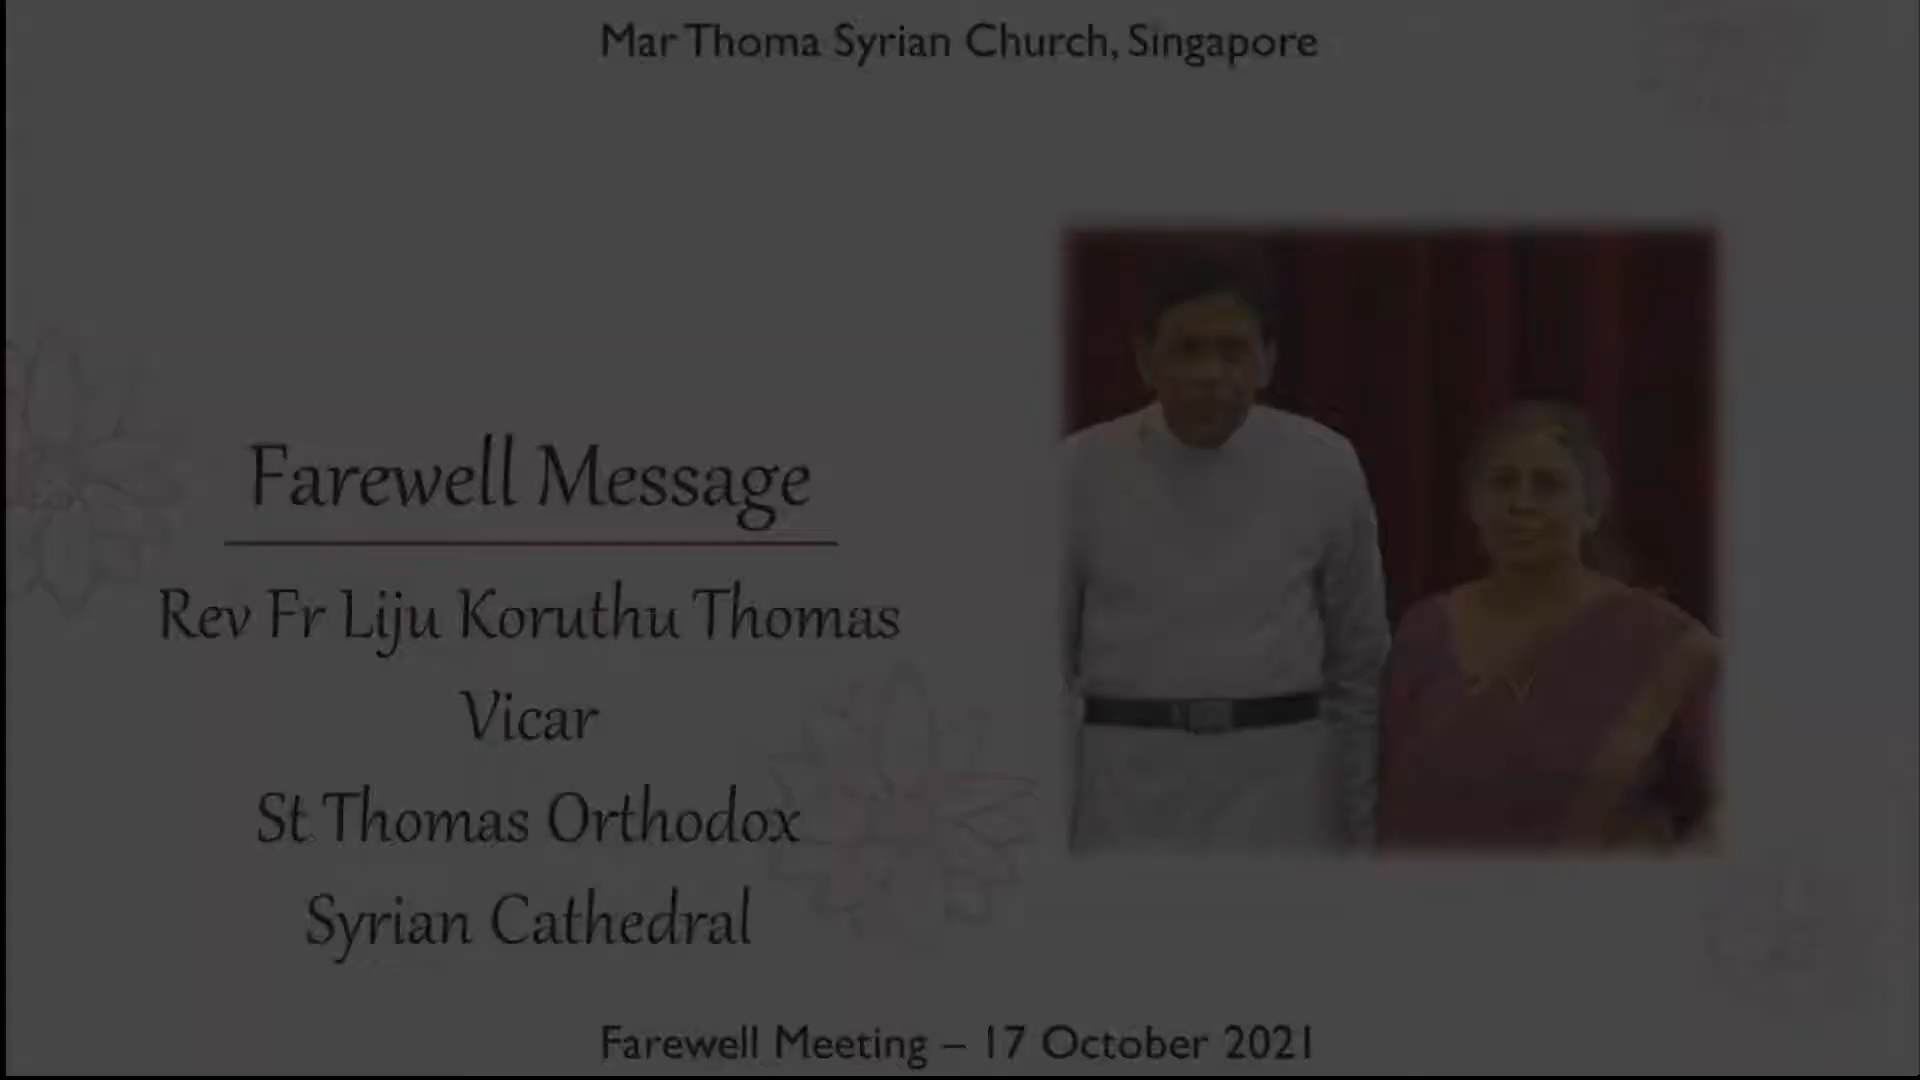 Mar Thoma Syrian Church, Singapore
Farewell Message
Rev Fr Liju Koruthu Thomas
Vicar
St Thomas Orthodox
Syrian Cathedral
Farewell Meeting – 17 October 2021